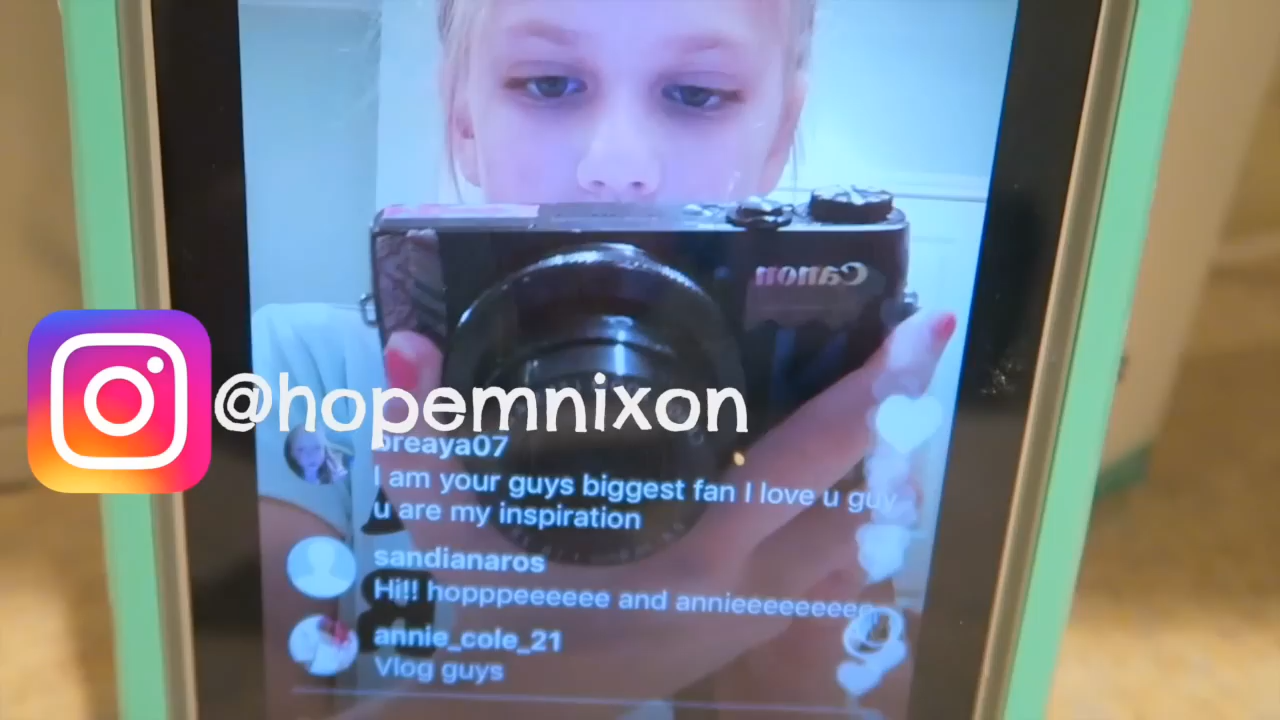 Canon
@hopemnixon
breaya07
I am your guys biggest fan I love u guy
u are my inspiration
sandianaros
Hi!! hopppeeeeee and annieeeeeeeee
annie_cole_21
Vlog guys